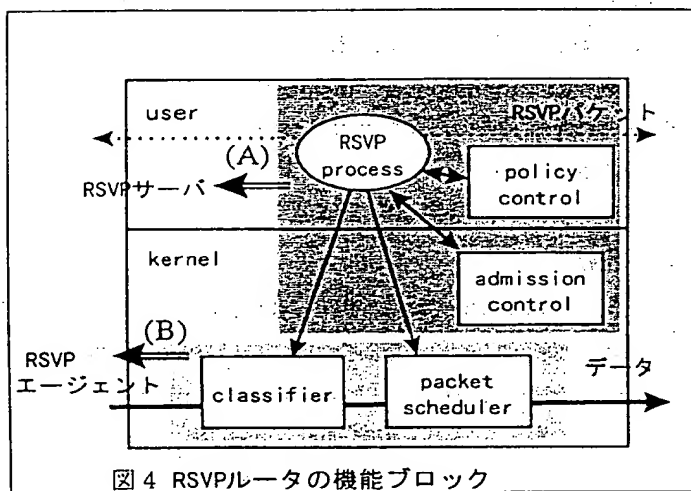 user
RSVPパケット
RSVP
process
(A)
RSVPサーバ
policy
control
kernel
admission
control
(B)
RSVP
エージェント
classifier
packet
scheduler
データ
図4 RSVPルータの機能ブロック